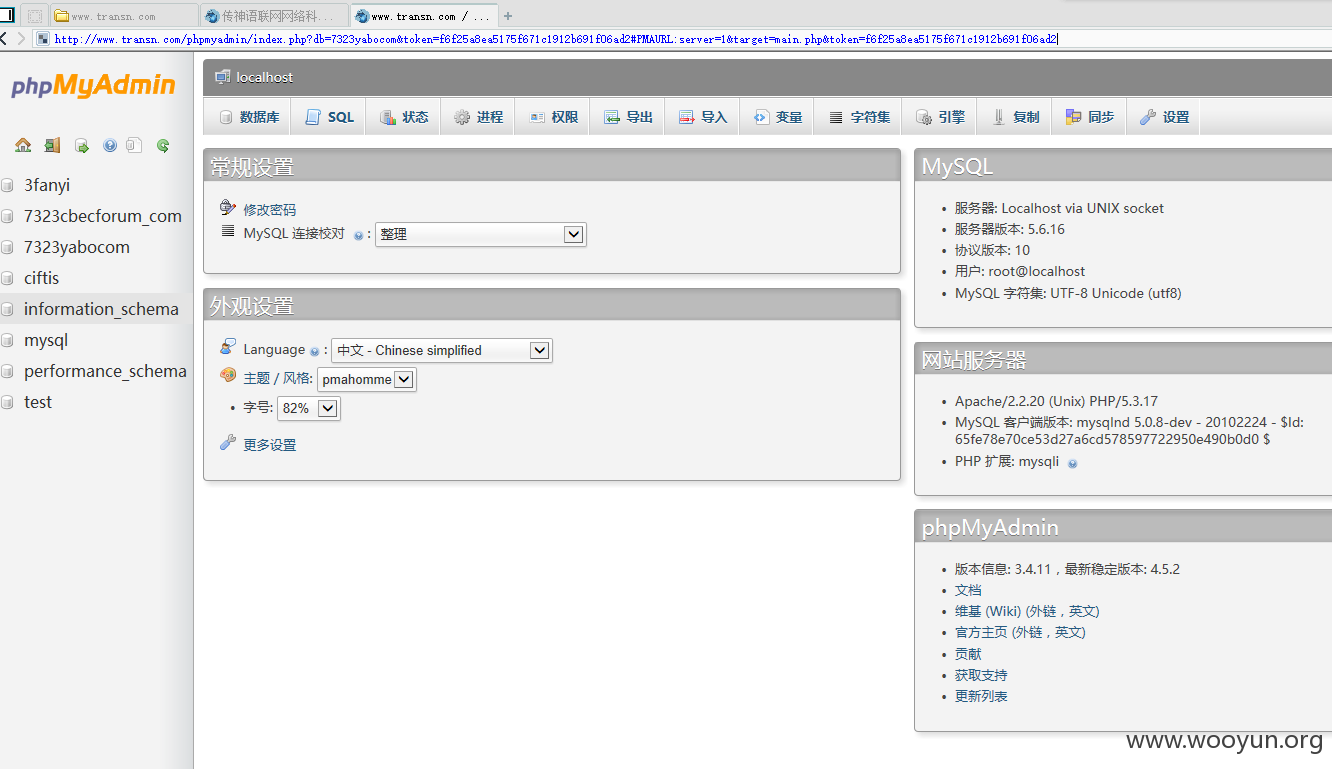 www.transn.com
传神语联网网络科...
www.transn.com / ...
http://www.transn.com/phpmyadmin/index.php?db=7323yabocom&token=f6f25a8ea5175f671c1912b691f06ad2#PMAURL:server=1&target=main.php&token=f6f25a8ea5175f671c1912b691f06ad2
phpMyAdmin
3fanyi
7323cbecforum_com
7323yabocom
ciftis
information_schema
mysql
performance_schema
test
localhost
数据库 SQL 状态 进程 权限 导出 导入 变量 字符集 引擎 复制 同步 设置
常规设置
修改密码
MySQL 连接校对 : 整理
外观设置
Language : 中文 - Chinese simplified
主题 / 风格: pmahomme
• 字号: 82%
更多设置
MySQL
• 服务器: Localhost via UNIX socket
• 服务器版本: 5.6.16
• 协议版本: 10
• 用户: root@localhost
• MySQL 字符集: UTF-8 Unicode (utf8)
网站服务器
• Apache/2.2.20 (Unix) PHP/5.3.17
• MySQL 客户端版本: mysqlnd 5.0.8-dev - 20102224 - $Id:
65fe78e70ce53d27a6cd578597722950e490b0d0 $
• PHP 扩展: mysqli
phpMyAdmin
• 版本信息: 3.4.11，最新稳定版本: 4.5.2
• 文档
• 维基 (Wiki) (外链，英文)
• 官方主页 (外链，英文)
• 贡献
• 获取支持
• 更新列表
www.wooyun.org